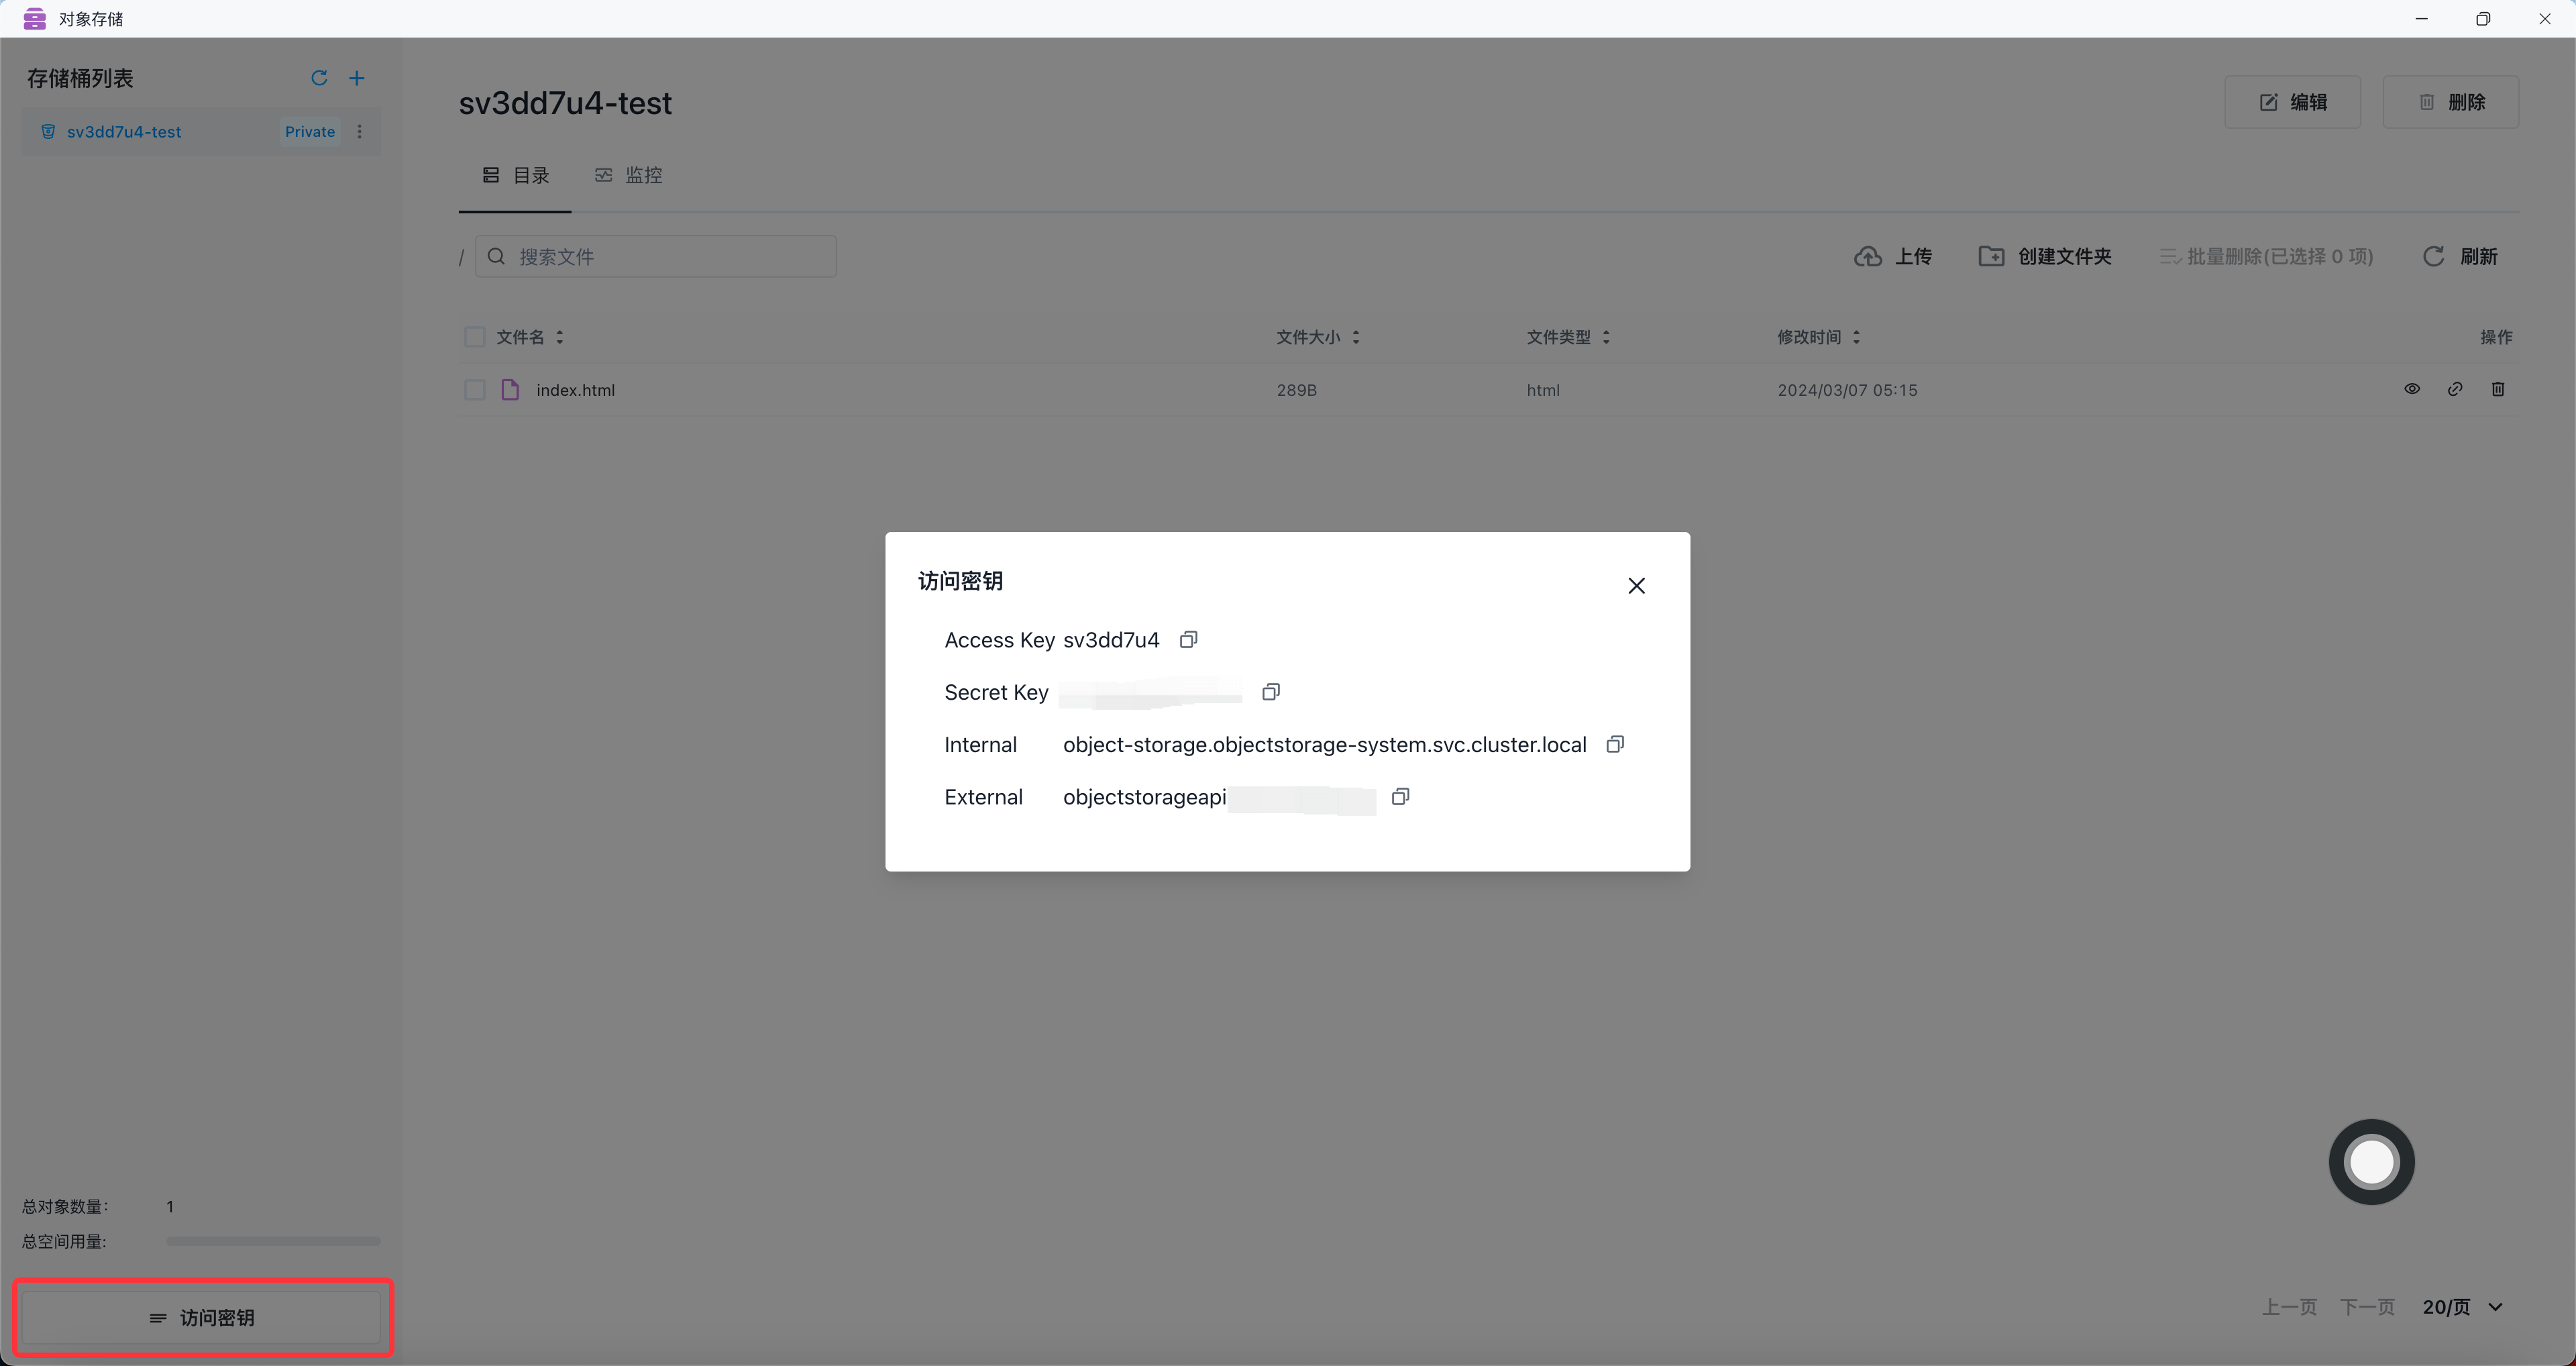 对象存储
存储桶列表
sv3dd7u4-test Private
总对象数量: 1
总空间用量:
访问密钥
sv3dd7u4-test
编辑 删除
目录 监控
/ 搜索文件 上传 创建文件夹 批量删除(已选择 0 项) 刷新
文件名 文件大小 文件类型 修改时间 操作
index.html 289B html 2024/03/07 05:15
访问密钥
Access Key sv3dd7u4
Secret Key
Internal object-storage.objectstorage-system.svc.cluster.local
External objectstorageapi
上一页 下一页 20/页